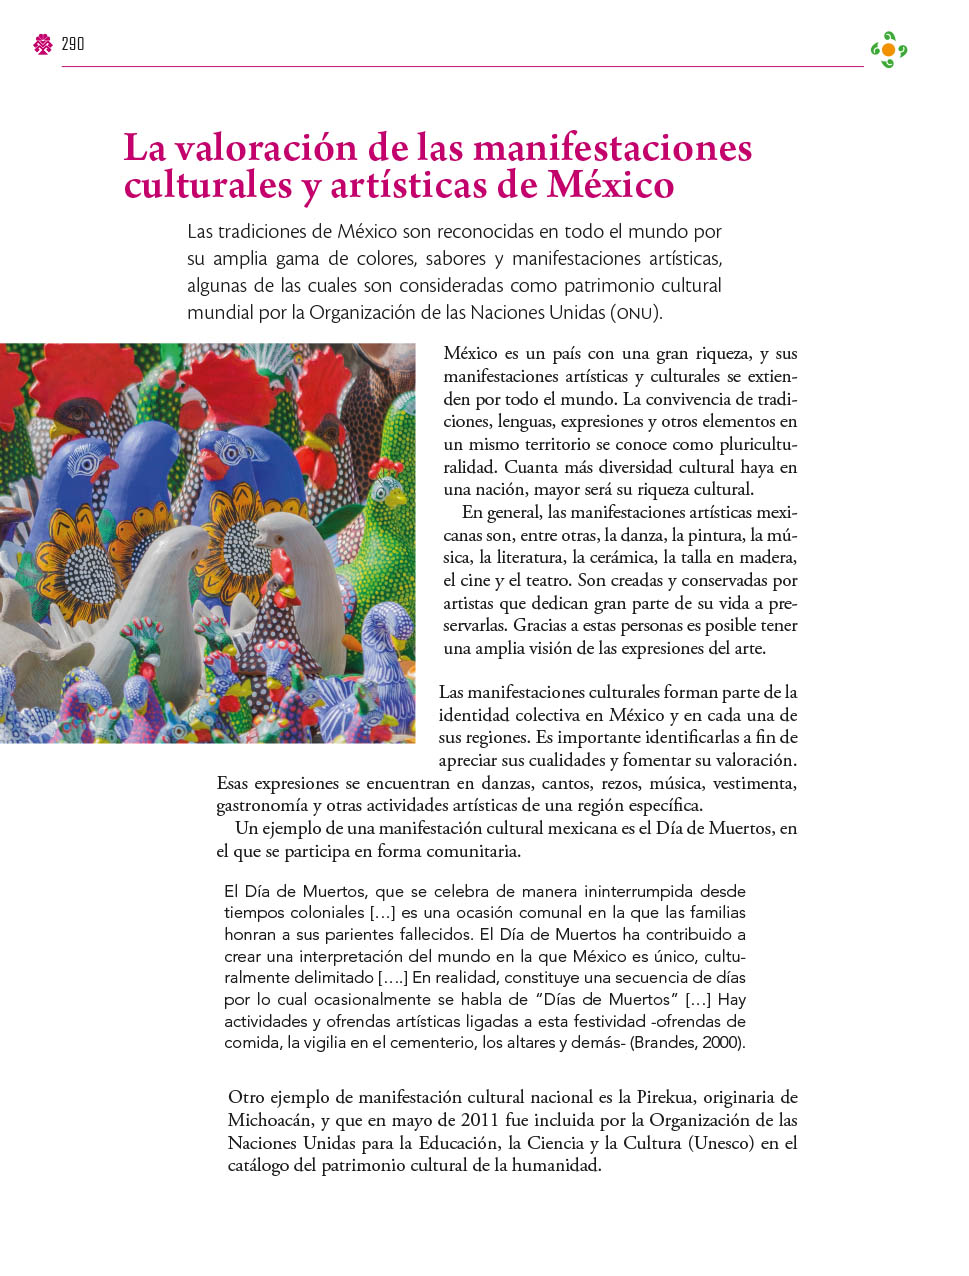 290
La valoración de las manifestaciones
culturales y artísticas de México
Las tradiciones de México son reconocidas en todo el mundo por
su amplia gama de colores, sabores y manifestaciones artísticas,
algunas de las cuales son consideradas como patrimonio cultural
mundial por la Organización de las Naciones Unidas (ONU).
México es un país con una gran riqueza, y sus
manifestaciones artísticas y culturales se extien-
den por todo el mundo. La convivencia de tradi-
ciones, lenguas, expresiones y otros elementos en
un mismo territorio se conoce como pluricultu-
ralidad. Cuanta más diversidad cultural haya en
una nación, mayor será su riqueza cultural.
En general, las manifestaciones artísticas mexi-
canas son, entre otras, la danza, la pintura, la mú-
sica, la literatura, la cerámica, la talla en madera,
el cine y el teatro. Son creadas y conservadas por
artistas que dedican gran parte de su vida a pre-
servarlas. Gracias a estas personas es posible tener
una amplia visión de las expresiones del arte.
Las manifestaciones culturales forman parte de la
identidad colectiva en México y en cada una de
sus regiones. Es importante identificarlas a fin de
apreciar sus cualidades y fomentar su valoración.
Esas expresiones se encuentran en danzas, cantos, rezos, música, vestimenta,
gastronomía y otras actividades artísticas de una región específica.
Un ejemplo de una manifestación cultural mexicana es el Día de Muertos, en
el que se participa en forma comunitaria.
El Día de Muertos, que se celebra de manera ininterrumpida desde
tiempos coloniales […] es una ocasión comunal en la que las familias
honran a sus parientes fallecidos. El Día de Muertos ha contribuido a
crear una interpretación del mundo en la que México es único, cultu-
ralmente delimitado [….] En realidad, constituye una secuencia de días
por lo cual ocasionalmente se habla de “Días de Muertos” […] Hay
actividades y ofrendas artísticas ligadas a esta festividad -ofrendas de
comida, la vigilia en el cementerio, los altares y demás- (Brandes, 2000).
Otro ejemplo de manifestación cultural nacional es la Pirekua, originaria de
Michoacán, y que en mayo de 2011 fue incluida por la Organización de las
Naciones Unidas para la Educación, la Ciencia y la Cultura (Unesco) en el
catálogo del patrimonio cultural de la humanidad.